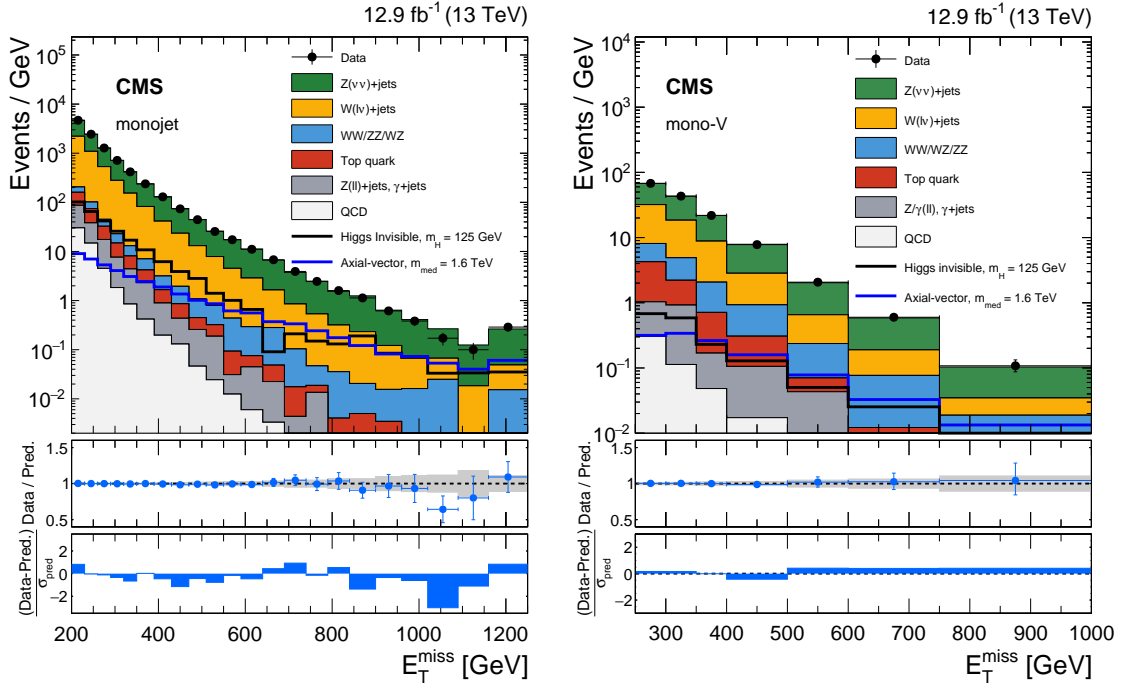 12.9 fb⁻¹ (13 TeV)
Events / GeV
10⁵
10⁴
10³
10²
10
1
10⁻¹
10⁻²
CMS
monojet
Data
Z(νν)+jets
W(lν)+jets
WW/ZZ/WZ
Top quark
Z(ll)+jets, γ+jets
QCD
Higgs Invisible, m_H = 125 GeV
Axial-vector, m_med = 1.6 TeV
Data / Pred.
1.5
1
0.5
(Data-Pred.)
σ_pred
2
0
−2
200 400 600 800 1000 1200
E_T^miss [GeV]
12.9 fb⁻¹ (13 TeV)
Events / GeV
10⁴
10³
10²
10
1
10⁻¹
10⁻²
CMS
mono-V
Data
Z(νν)+jets
W(lν)+jets
WW/WZ/ZZ
Top quark
Z/γ(ll), γ+jets
QCD
Higgs invisible, m_H = 125 GeV
Axial-vector, m_med = 1.6 TeV
Data / Pred.
1.5
1
0.5
(Data-Pred.)
σ_pred
2
0
−2
300 400 500 600 700 800 900 1000
E_T^miss [GeV]